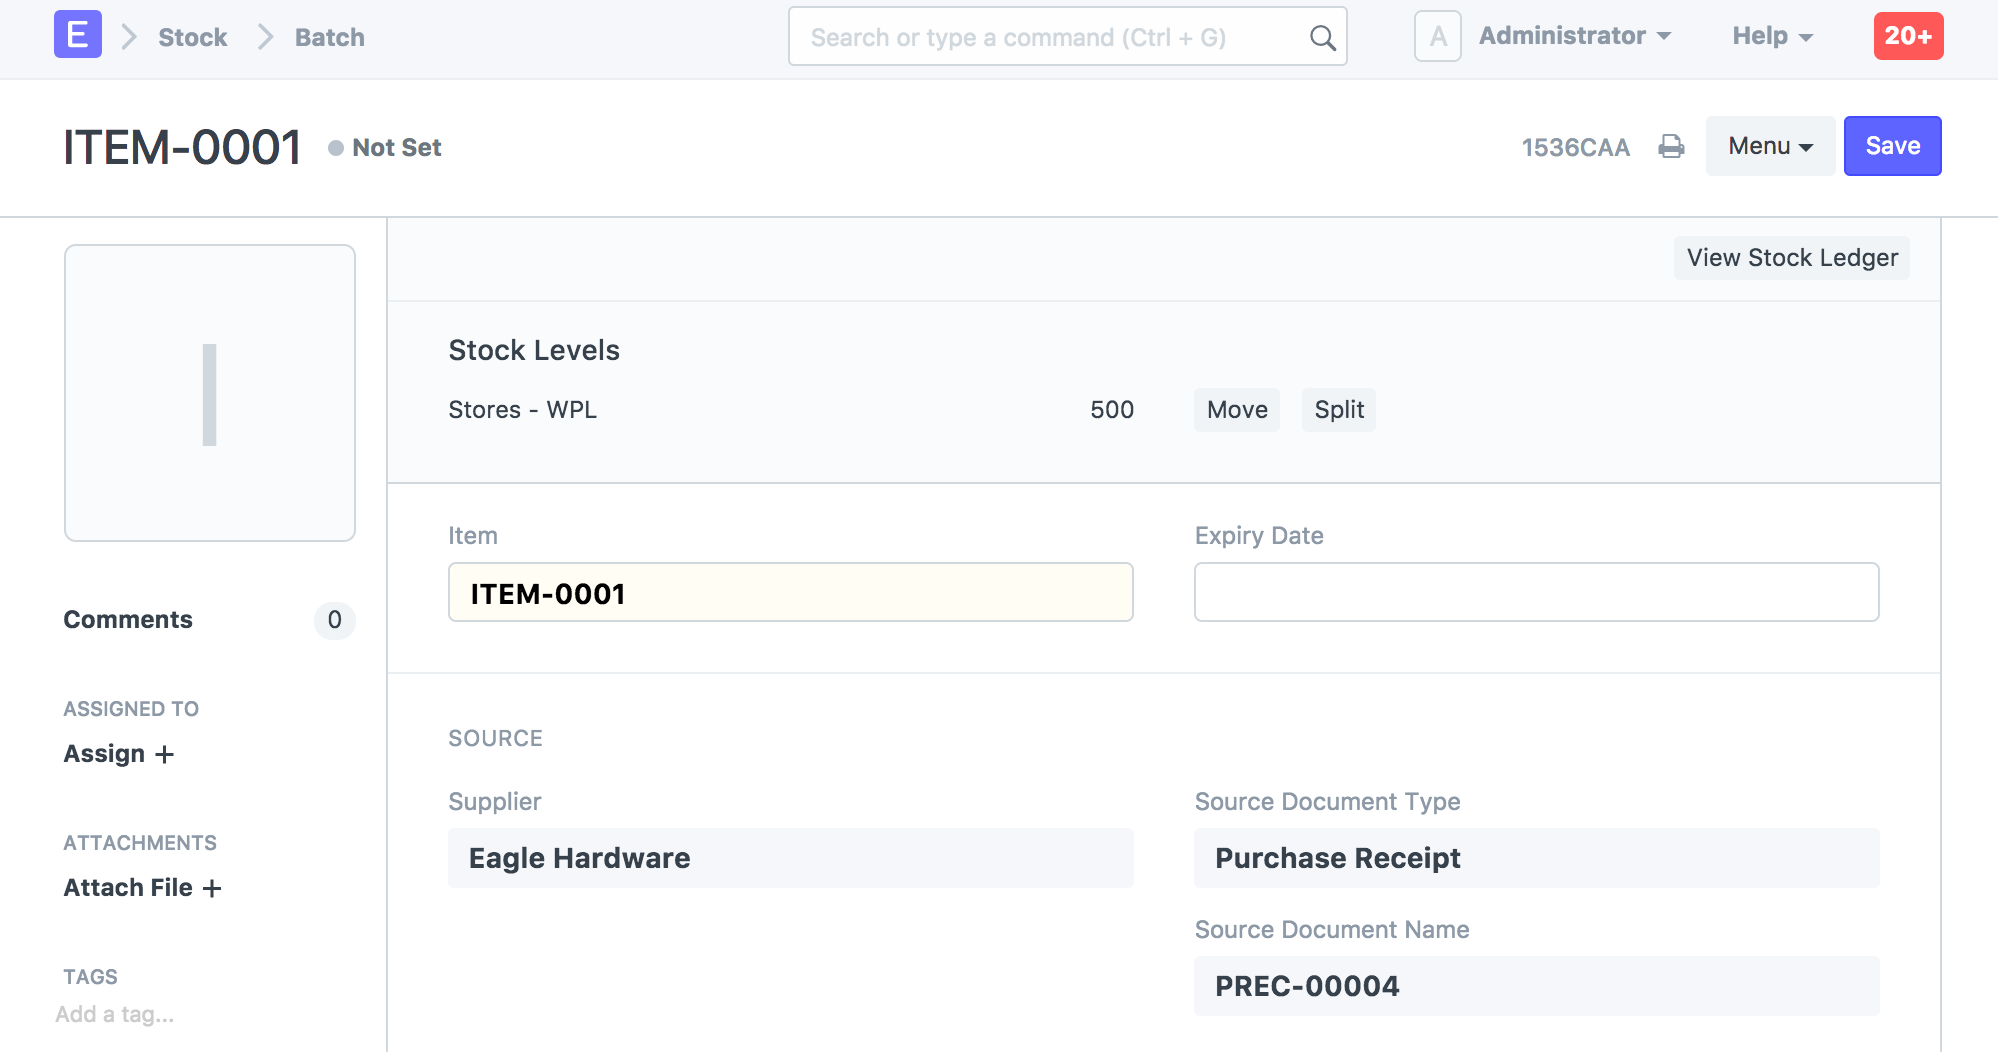 E Stock Batch Search or type a command (Ctrl + G) A Administrator Help 20+
ITEM-0001 Not Set 1536CAA Menu Save
View Stock Ledger
I
Stock Levels
Stores - WPL 500 Move Split
Item Expiry Date
ITEM-0001
Comments 0
ASSIGNED TO
Assign +
SOURCE
Supplier Source Document Type
Eagle Hardware Purchase Receipt
ATTACHMENTS
Attach File +
Source Document Name
PREC-00004
TAGS
Add a tag...